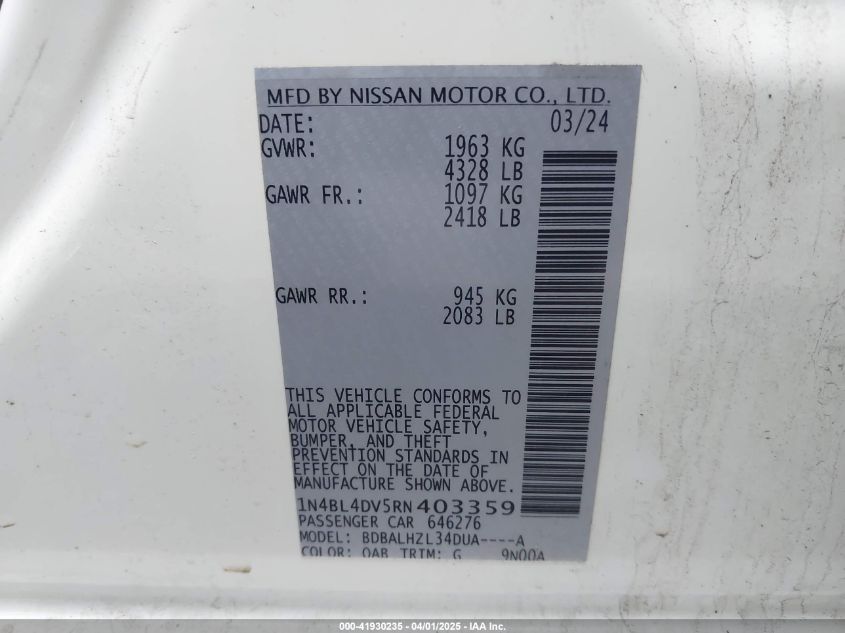 MFD BY NISSAN MOTOR CO., LTD.
DATE: 03/24
GVWR: 1963 KG
4328 LB
GAWR FR.: 1097 KG
2418 LB
GAWR RR.: 945 KG
2083 LB
THIS VEHICLE CONFORMS TO
ALL APPLICABLE FEDERAL
MOTOR VEHICLE SAFETY,
BUMPER, AND THEFT
PREVENTION STANDARDS IN
EFFECT ON THE DATE OF
MANUFACTURE SHOWN ABOVE.
1N4BL4DV5RN403359
PASSENGER CAR 646276
MODEL: BDBALHZL34DUA----A
COLOR: QAB TRIM: G 9N00A
000-41930235 - 04/01/2025 - IAA Inc.